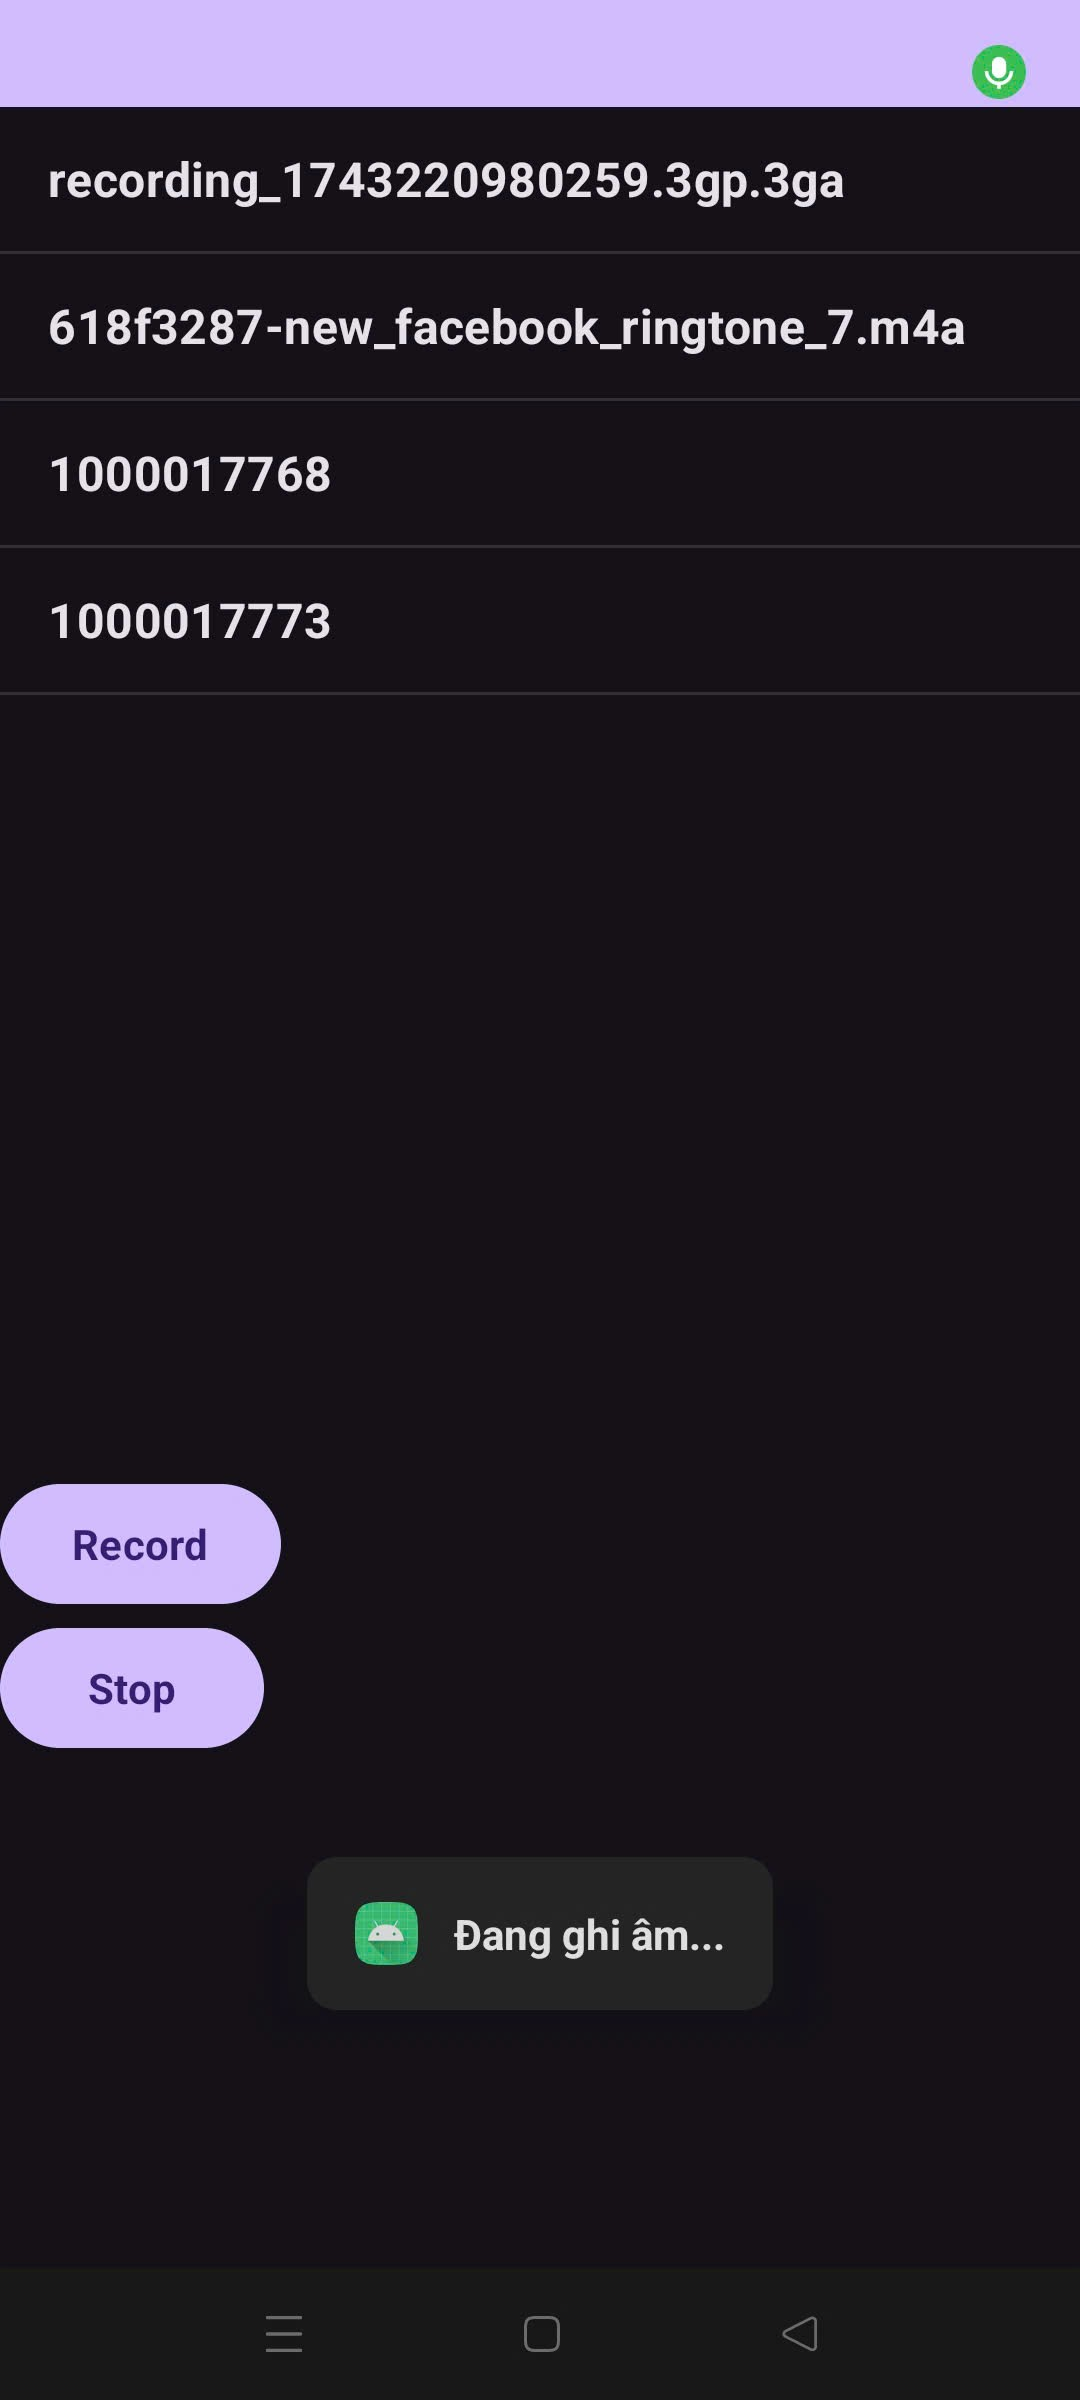 recording_1743220980259.3gp.3ga
618f3287-new_facebook_ringtone_7.m4a
1000017768
1000017773
Record
Stop
Đang ghi âm...